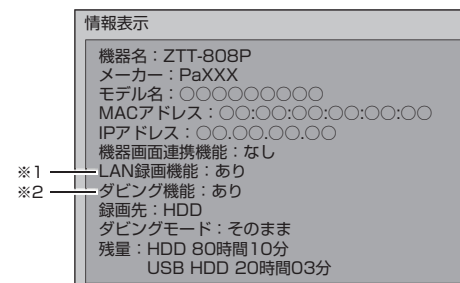 情報表示
機器名：ZTT-808P
メーカー：PaXXX
モデル名：○○○○○○○○○
MACアドレス：○○:○○:○○:○○:○○:○○
IPアドレス：○○.○○.○○.○○
機器画面連携機能：なし
※1 LAN録画機能：あり
※2 ダビング機能：あり
録画先：HDD
ダビングモード：そのまま
残量：HDD 80時間10分
USB HDD 20時間03分